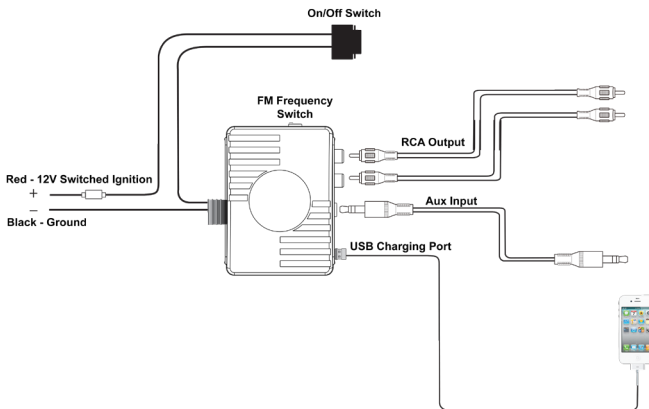 On/Off Switch
FM Frequency
Switch
RCA Output
Red - 12V Switched Ignition
+
−
Black - Ground
Aux Input
USB Charging Port